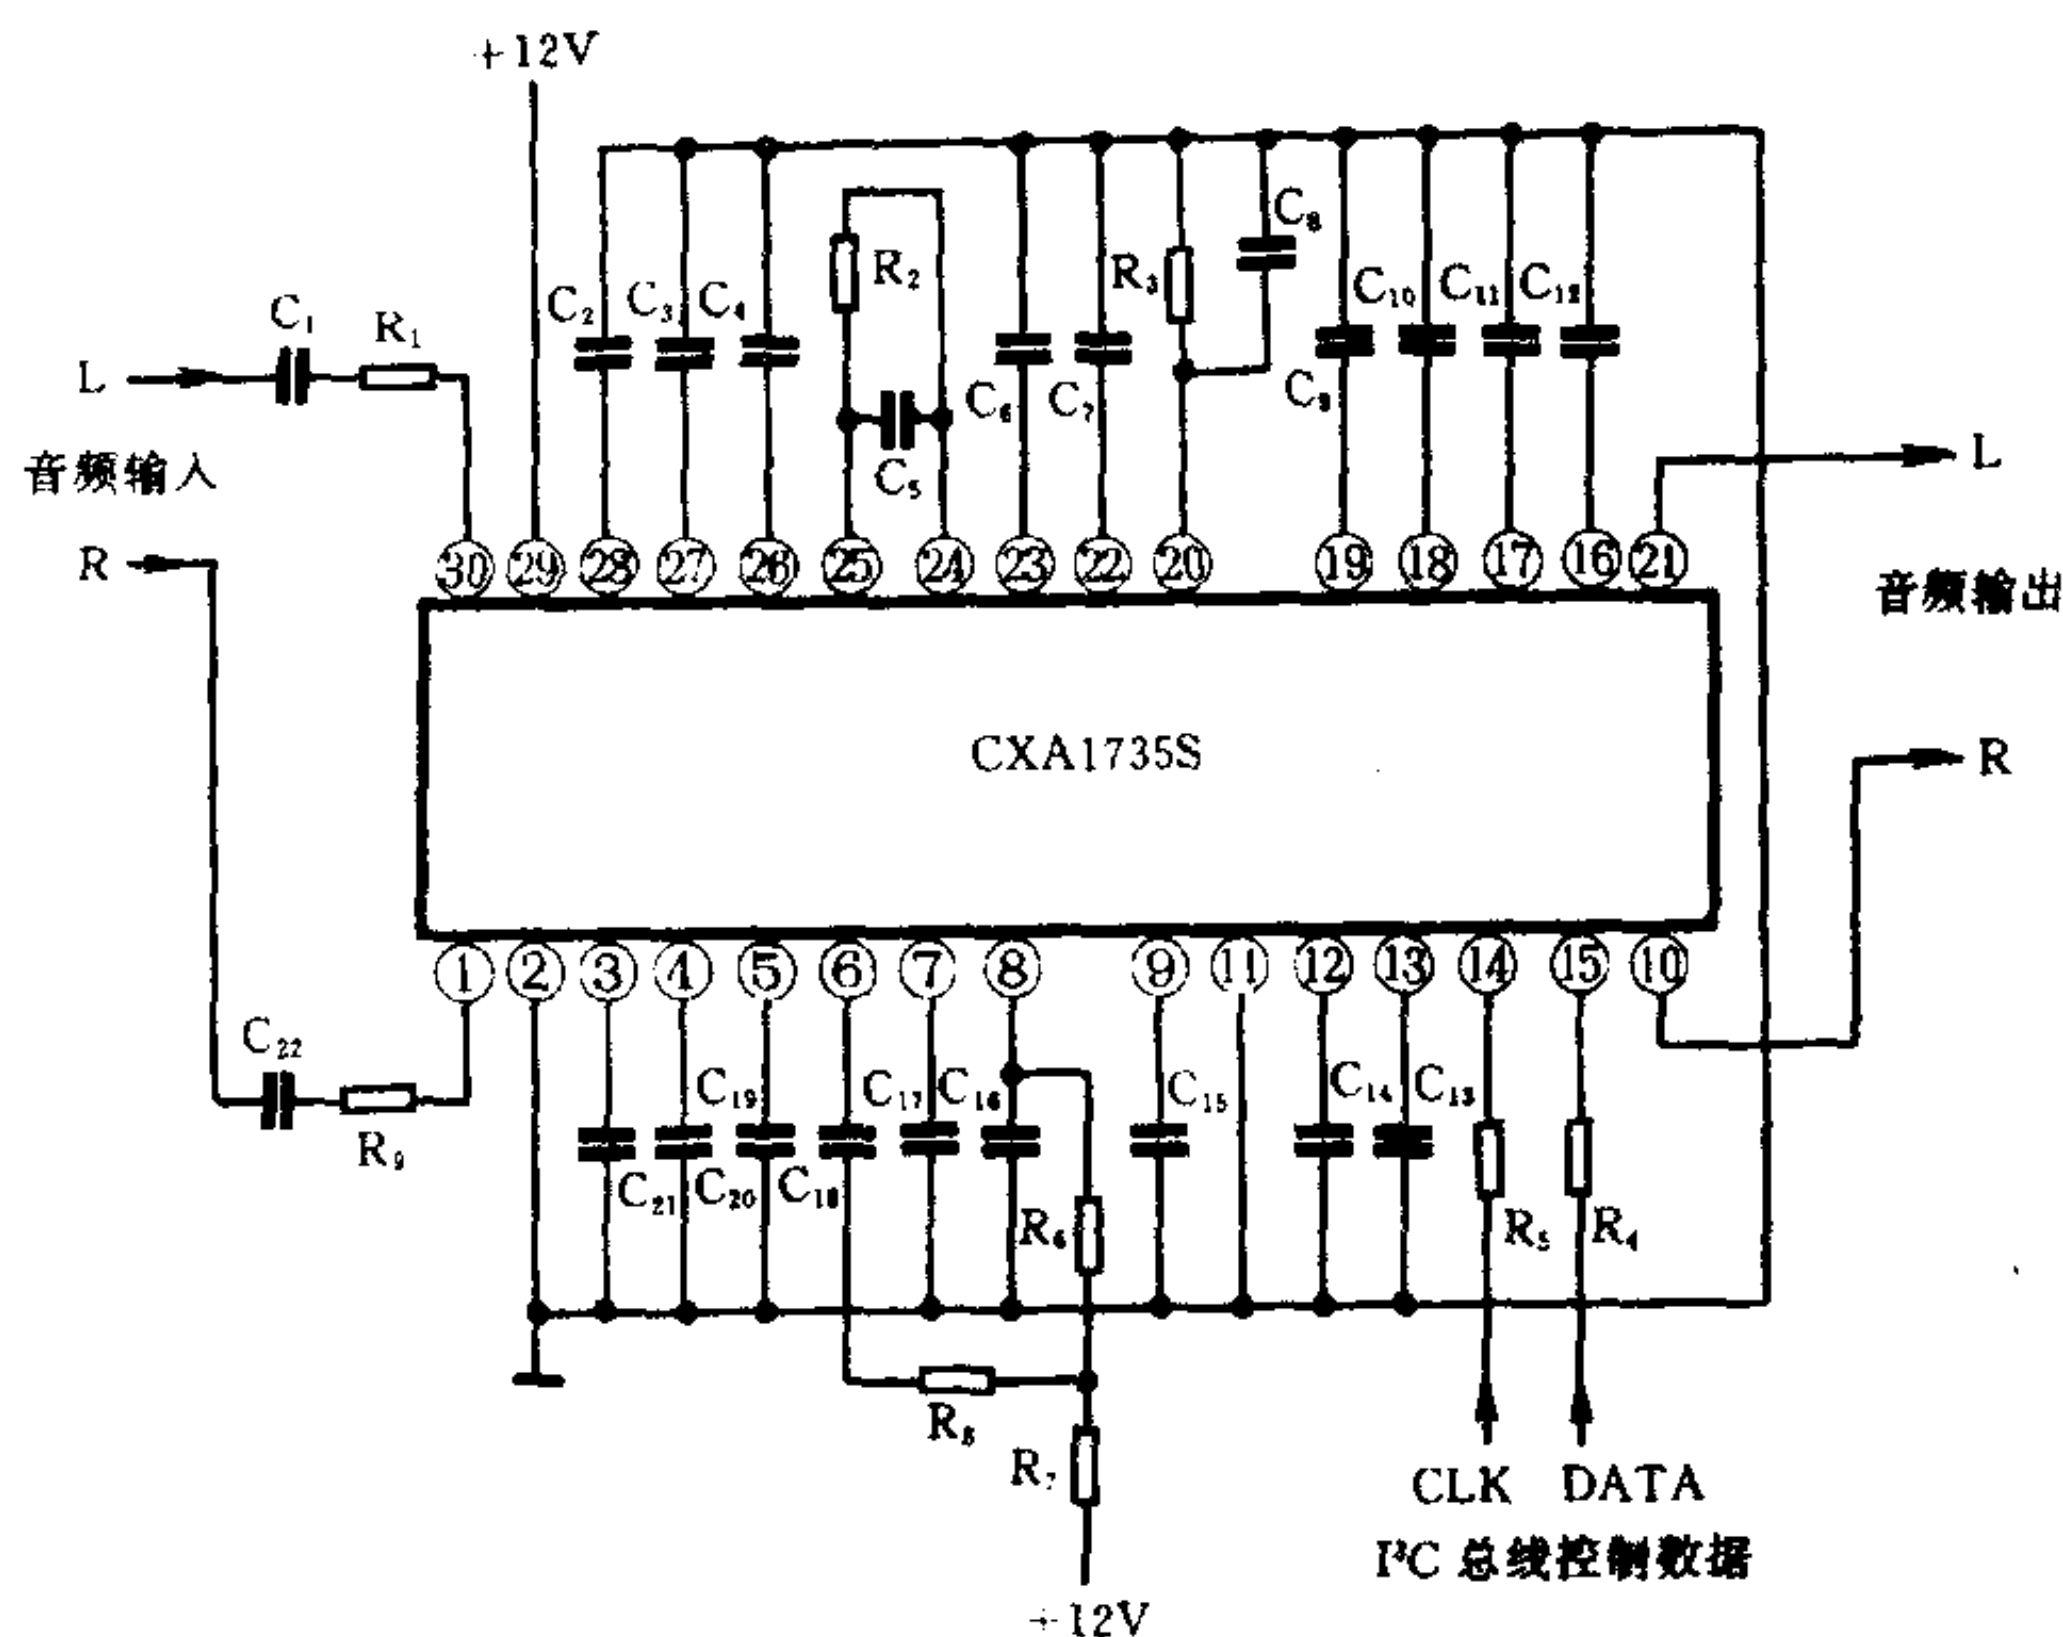 +12V
C₈
R₂
R₃
C₁
R₁
C₂
C₃
C₄
C₁₀
C₁₁
C₁₂
L
C₆
C₇
C₉
音频输入
C₅
L
R
㉚ ㉙ ㉘ ㉗ ㉖ ㉕ ㉔ ㉓ ㉒ ⑳ ⑲ ⑱ ⑰ ⑯ ㉑
音频输出
CXA1735S
R
① ② ③ ④ ⑤ ⑥ ⑦ ⑧ ⑨ ⑪ ⑫ ⑬ ⑭ ⑮ ⑩
C₂₂
C₁₉
C₁₇
C₁₆
C₁₅
C₁₄
C₁₃
R₉
C₂₁
C₂₀
C₁₈
R₆
R₅
R₄
R₈
R₇
CLK DATA
I²C 总线控制数据
+12V